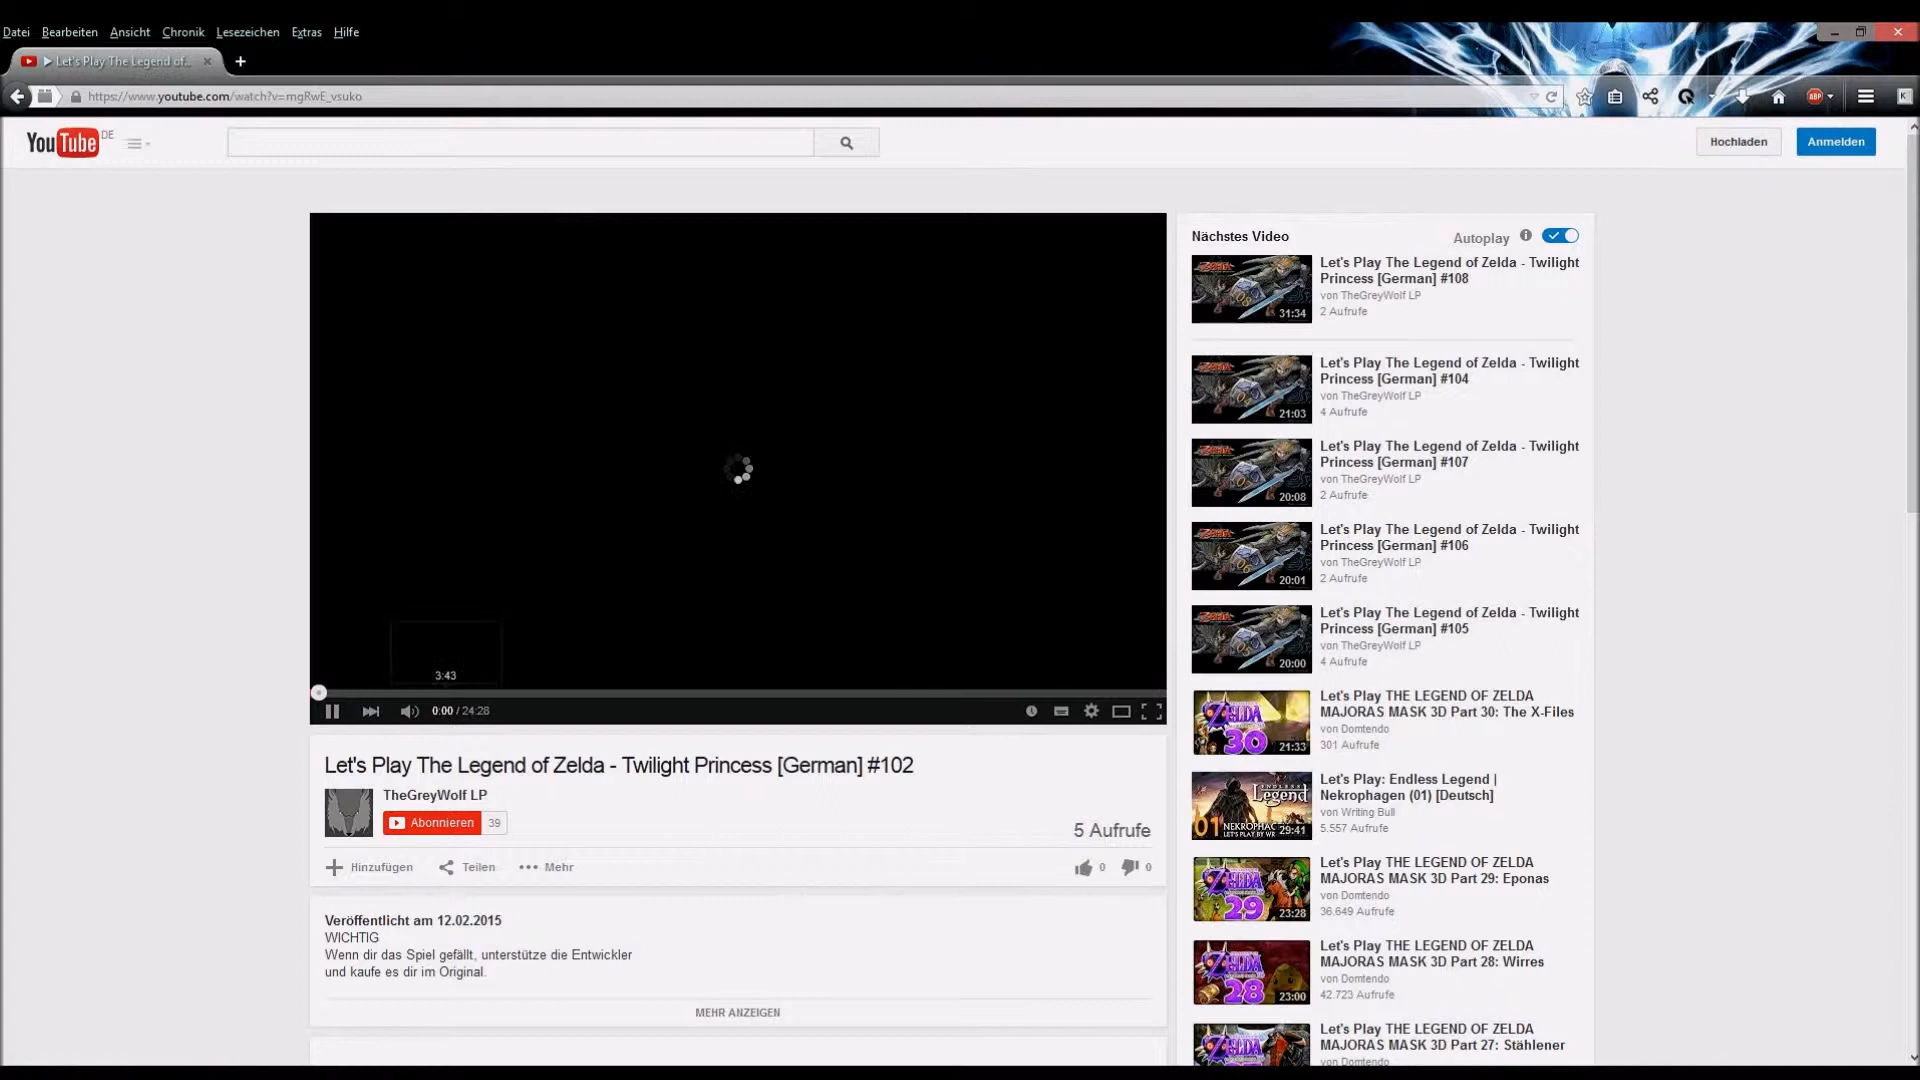 Datei Bearbeiten Ansicht Chronik Lesezeichen Extras Hilfe
Let's Play The Legend of...
https://www.youtube.com/watch?v=mgRwE_vsuko
ABP
YouTube DE
Hochladen
Anmelden
3:43
0:00 / 24:28
Let's Play The Legend of Zelda - Twilight Princess [German] #102
TheGreyWolf LP
Abonnieren 39
5 Aufrufe
Hinzufügen Teilen Mehr
0 0
Veröffentlicht am 12.02.2015
WICHTIG
Wenn dir das Spiel gefällt, unterstütze die Entwickler
und kaufe es dir im Original.
MEHR ANZEIGEN
Nächstes Video
Autoplay
31:34
Let's Play The Legend of Zelda - Twilight
Princess [German] #108
von TheGreyWolf LP
2 Aufrufe
21:03
Let's Play The Legend of Zelda - Twilight
Princess [German] #104
von TheGreyWolf LP
4 Aufrufe
20:08
Let's Play The Legend of Zelda - Twilight
Princess [German] #107
von TheGreyWolf LP
2 Aufrufe
20:01
Let's Play The Legend of Zelda - Twilight
Princess [German] #106
von TheGreyWolf LP
2 Aufrufe
20:00
Let's Play The Legend of Zelda - Twilight
Princess [German] #105
von TheGreyWolf LP
4 Aufrufe
ZELDA
30
21:33
Let's Play THE LEGEND OF ZELDA
MAJORAS MASK 3D Part 30: The X-Files
von Domtendo
301 Aufrufe
ENDLESS
Legend
01
29:41
Let's Play: Endless Legend |
Nekrophagen (01) [Deutsch]
von Writing Bull
5.557 Aufrufe
ZELDA
29
23:28
Let's Play THE LEGEND OF ZELDA
MAJORAS MASK 3D Part 29: Eponas
von Domtendo
36.649 Aufrufe
ZELDA
28
23:00
Let's Play THE LEGEND OF ZELDA
MAJORAS MASK 3D Part 28: Wirres
von Domtendo
42.723 Aufrufe
ZELDA
Let's Play THE LEGEND OF ZELDA
MAJORAS MASK 3D Part 27: Stählener
von Domtendo